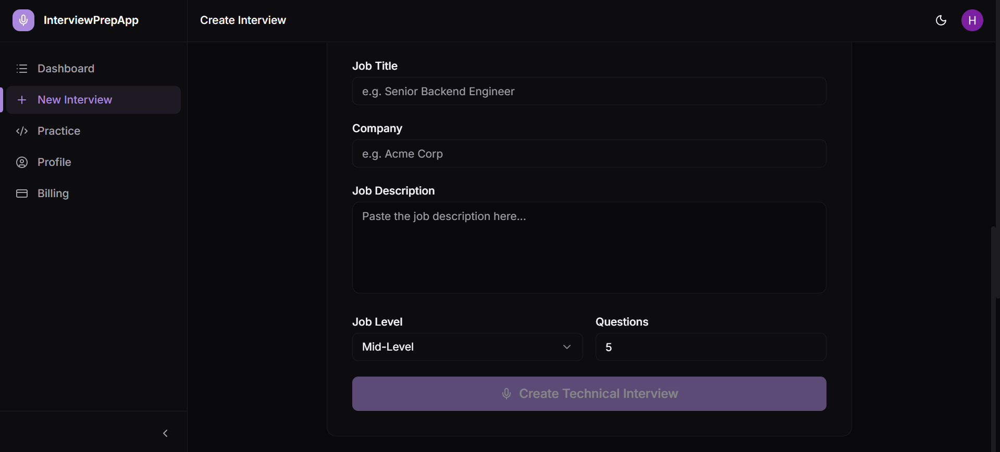 InterviewPrepApp
Create Interview
H
Dashboard
New Interview
Practice
Profile
Billing
Job Title
e.g. Senior Backend Engineer
Company
e.g. Acme Corp
Job Description
Paste the job description here...
Job Level
Questions
Mid-Level
5
Create Technical Interview